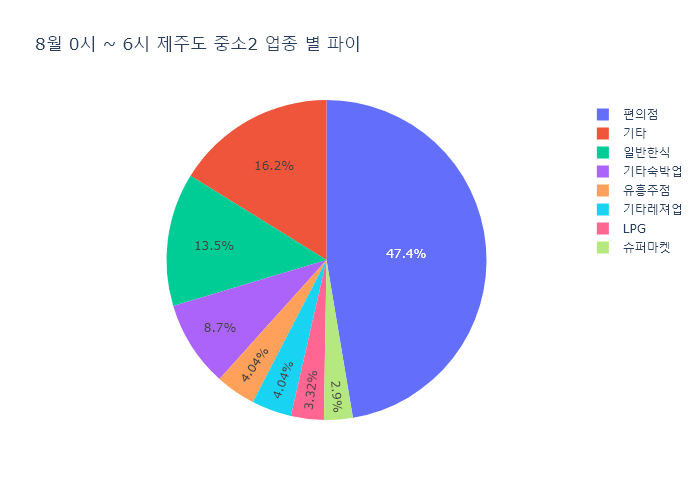 8월 0시 ~ 6시 제주도 중소2 업종 별 파이
편의점
기타
일반한식
기타숙박업
유흥주점
기타레져업
LPG
슈퍼마켓
47.4%
16.2%
13.5%
8.7%
4.04%
4.04%
3.32%
2.9%